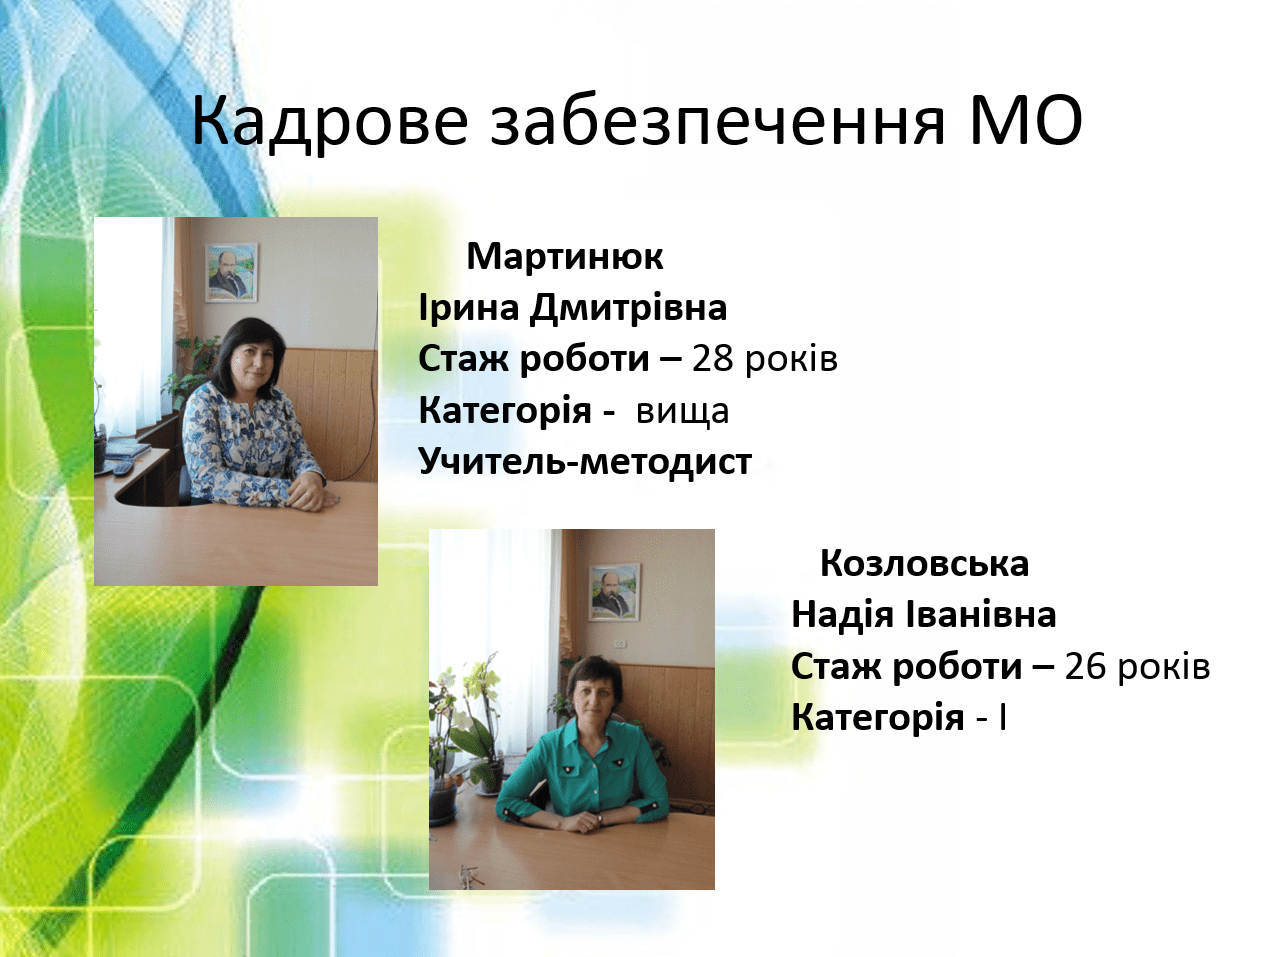 Кадрове забезпечення МО
Мартинюк
Ірина Дмитрівна
Стаж роботи – 28 років
Категорія -  вища
Учитель-методист
Козловська
Надія Іванівна
Стаж роботи – 26 років
Категорія - І